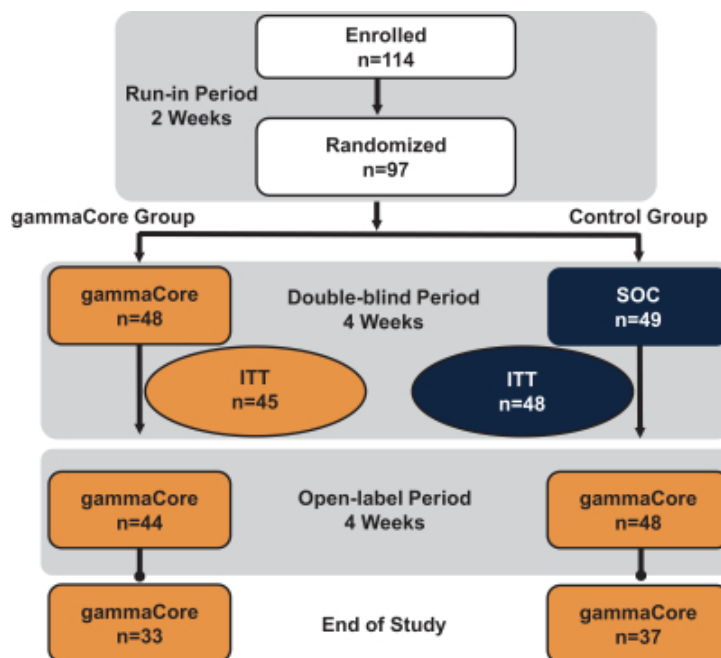 Enrolled
n=114
Run-in Period
2 Weeks
Randomized
n=97
gammaCore Group
Control Group
gammaCore
n=48
Double-blind Period
4 Weeks
SOC
n=49
ITT
n=45
ITT
n=48
gammaCore
n=44
Open-label Period
4 Weeks
gammaCore
n=48
gammaCore
n=33
End of Study
gammaCore
n=37